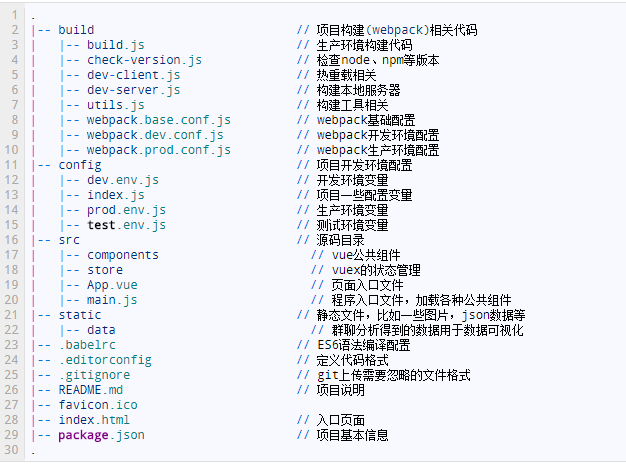 1 .
2 |-- build // 项目构建(webpack)相关代码
3 | |-- build.js // 生产环境构建代码
4 | |-- check-version.js // 检查node、npm等版本
5 | |-- dev-client.js // 热重载相关
6 | |-- dev-server.js // 构建本地服务器
7 | |-- utils.js // 构建工具相关
8 | |-- webpack.base.conf.js // webpack基础配置
9 | |-- webpack.dev.conf.js // webpack开发环境配置
10 | |-- webpack.prod.conf.js // webpack生产环境配置
11 |-- config // 项目开发环境配置
12 | |-- dev.env.js // 开发环境变量
13 | |-- index.js // 项目一些配置变量
14 | |-- prod.env.js // 生产环境变量
15 | |-- test.env.js // 测试环境变量
16 |-- src // 源码目录
17 | |-- components // vue公共组件
18 | |-- store // vuex的状态管理
19 | |-- App.vue // 页面入口文件
20 | |-- main.js // 程序入口文件，加载各种公共组件
21 |-- static // 静态文件，比如一些图片，json数据等
22 | |-- data // 群聊分析得到的数据用于数据可视化
23 |-- .babelrc // ES6语法编译配置
24 |-- .editorconfig // 定义代码格式
25 |-- .gitignore // git上传需要忽略的文件格式
26 |-- README.md // 项目说明
27 |-- favicon.ico
28 |-- index.html // 入口页面
29 |-- package.json // 项目基本信息
30 .